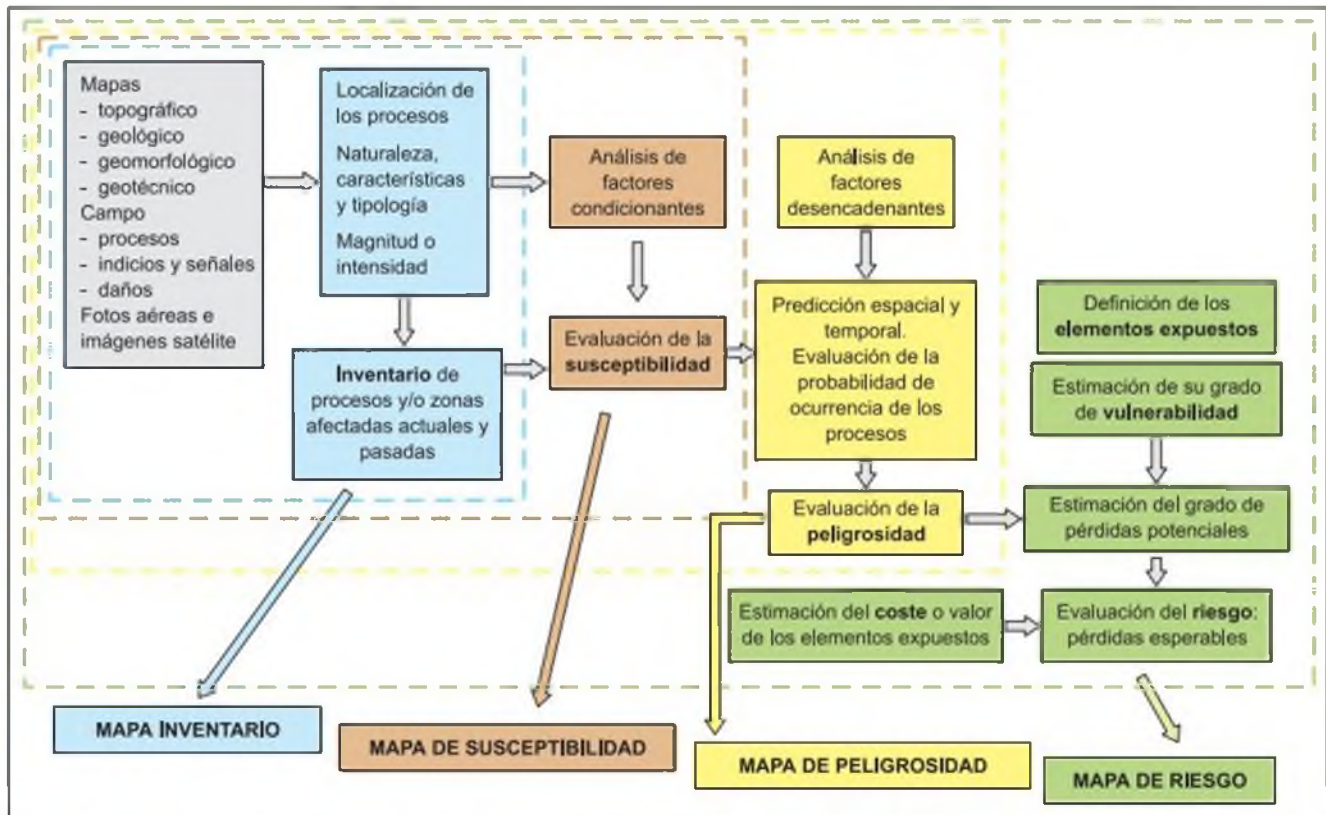 Mapas
- topográfico
- geológico
- geomorfológico
- geotécnico
Campo
- procesos
- indicios y señales
- daños
Fotos aéreas e
imágenes satélite
Localización de
los procesos
Naturaleza,
características
y tipología
Magnitud o
intensidad
Inventario de
procesos y/o zonas
afectadas actuales y
pasadas
Análisis de
factores
condicionantes
Evaluación de la
susceptibilidad
Análisis de
factores
desencadenantes
Predicción espacial y
temporal.
Evaluación de la
probabilidad de
ocurrencia de los
procesos
Evaluación de la
peligrosidad
Definición de los
elementos expuestos
Estimación de su grado
de vulnerabilidad
Estimación del grado de
pérdidas potenciales
Estimación del coste o valor
de los elementos expuestos
Evaluación del riesgo:
pérdidas esperables
MAPA INVENTARIO
MAPA DE SUSCEPTIBILIDAD
MAPA DE PELIGROSIDAD
MAPA DE RIESGO